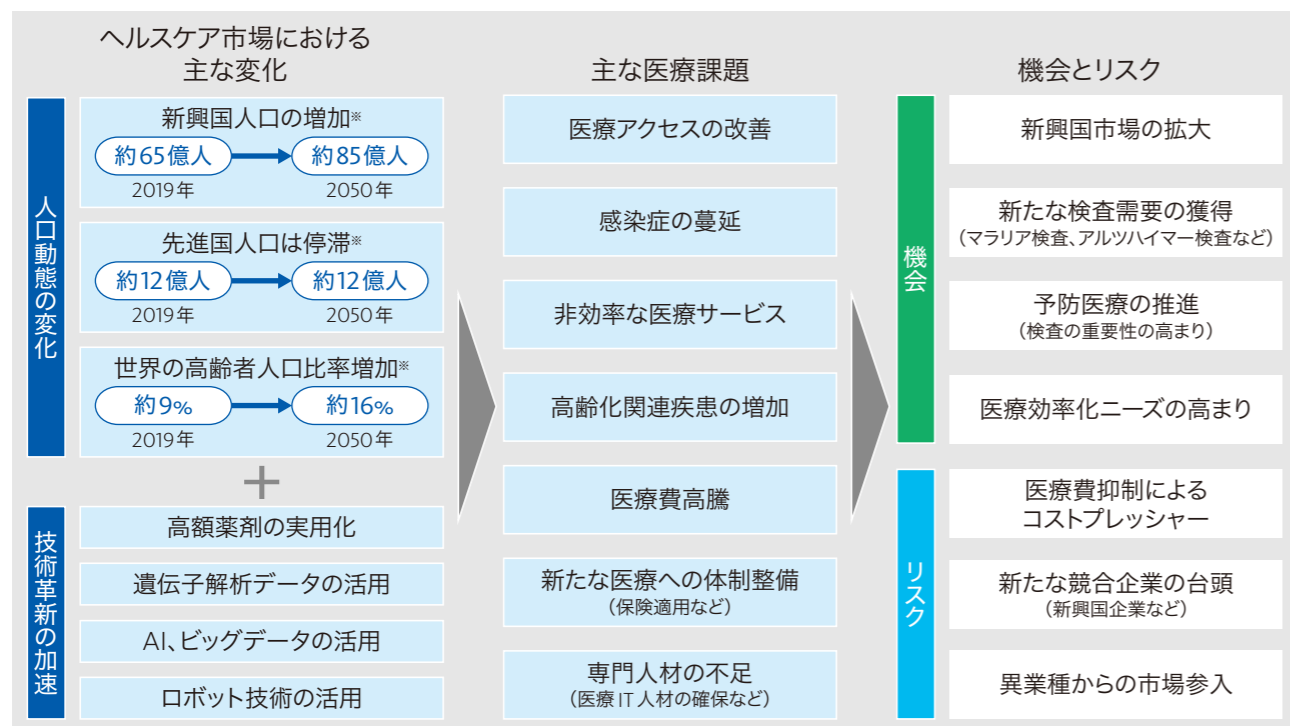 ヘルスケア市場における
主な変化
人口動態の変化
新興国人口の増加※
約65億人
約85億人
2019年
2050年
先進国人口は停滞※
約12億人
約12億人
2019年
2050年
世界の高齢者人口比率増加※
約9%
約16%
2019年
2050年
+
技術革新の加速
高額薬剤の実用化
遺伝子解析データの活用
AI、ビッグデータの活用
ロボット技術の活用
主な医療課題
医療アクセスの改善
感染症の蔓延
非効率な医療サービス
高齢化関連疾患の増加
医療費高騰
新たな医療への体制整備
（保険適用など）
専門人材の不足
（医療IT人材の確保など）
機会とリスク
機会
新興国市場の拡大
新たな検査需要の獲得
（マラリア検査、アルツハイマー検査など）
予防医療の推進
（検査の重要性の高まり）
医療効率化ニーズの高まり
リスク
医療費抑制による
コストプレッシャー
新たな競合企業の台頭
（新興国企業など）
異業種からの市場参入